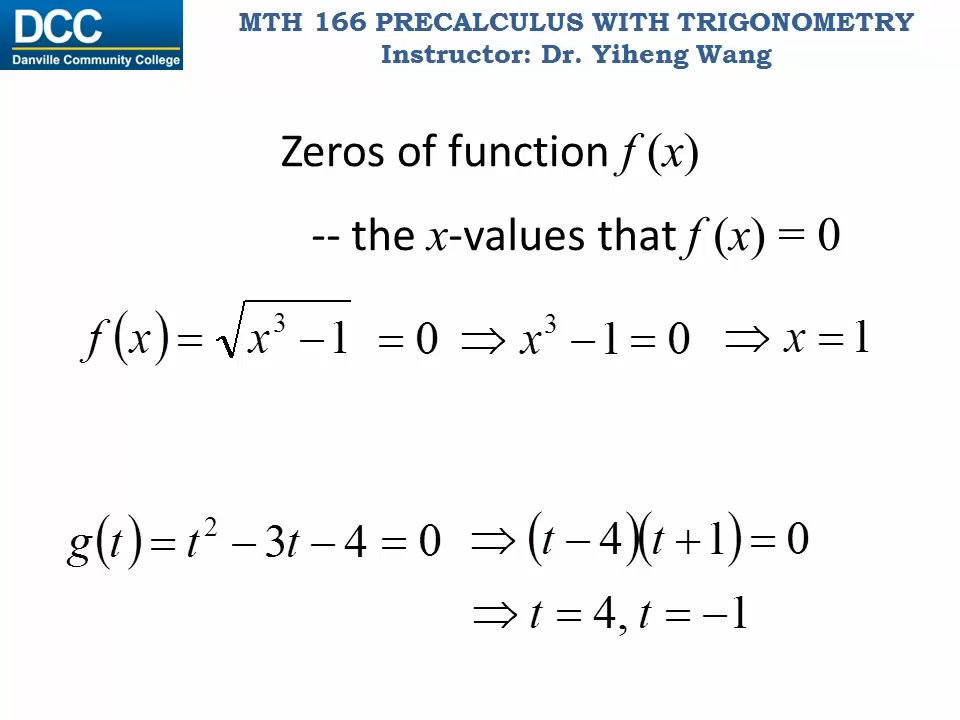 DCC
Danville Community College
MTH 166 PRECALCULUS WITH TRIGONOMETRY
Instructor: Dr. Yiheng Wang
Zeros of function f (x)
-- the x-values that f (x) = 0
f(x) = √(x³ − 1) = 0 ⇒ x³ − 1 = 0 ⇒ x = 1
g(t) = t² − 3t − 4 = 0 ⇒ (t − 4)(t + 1) = 0
⇒ t = 4, t = −1